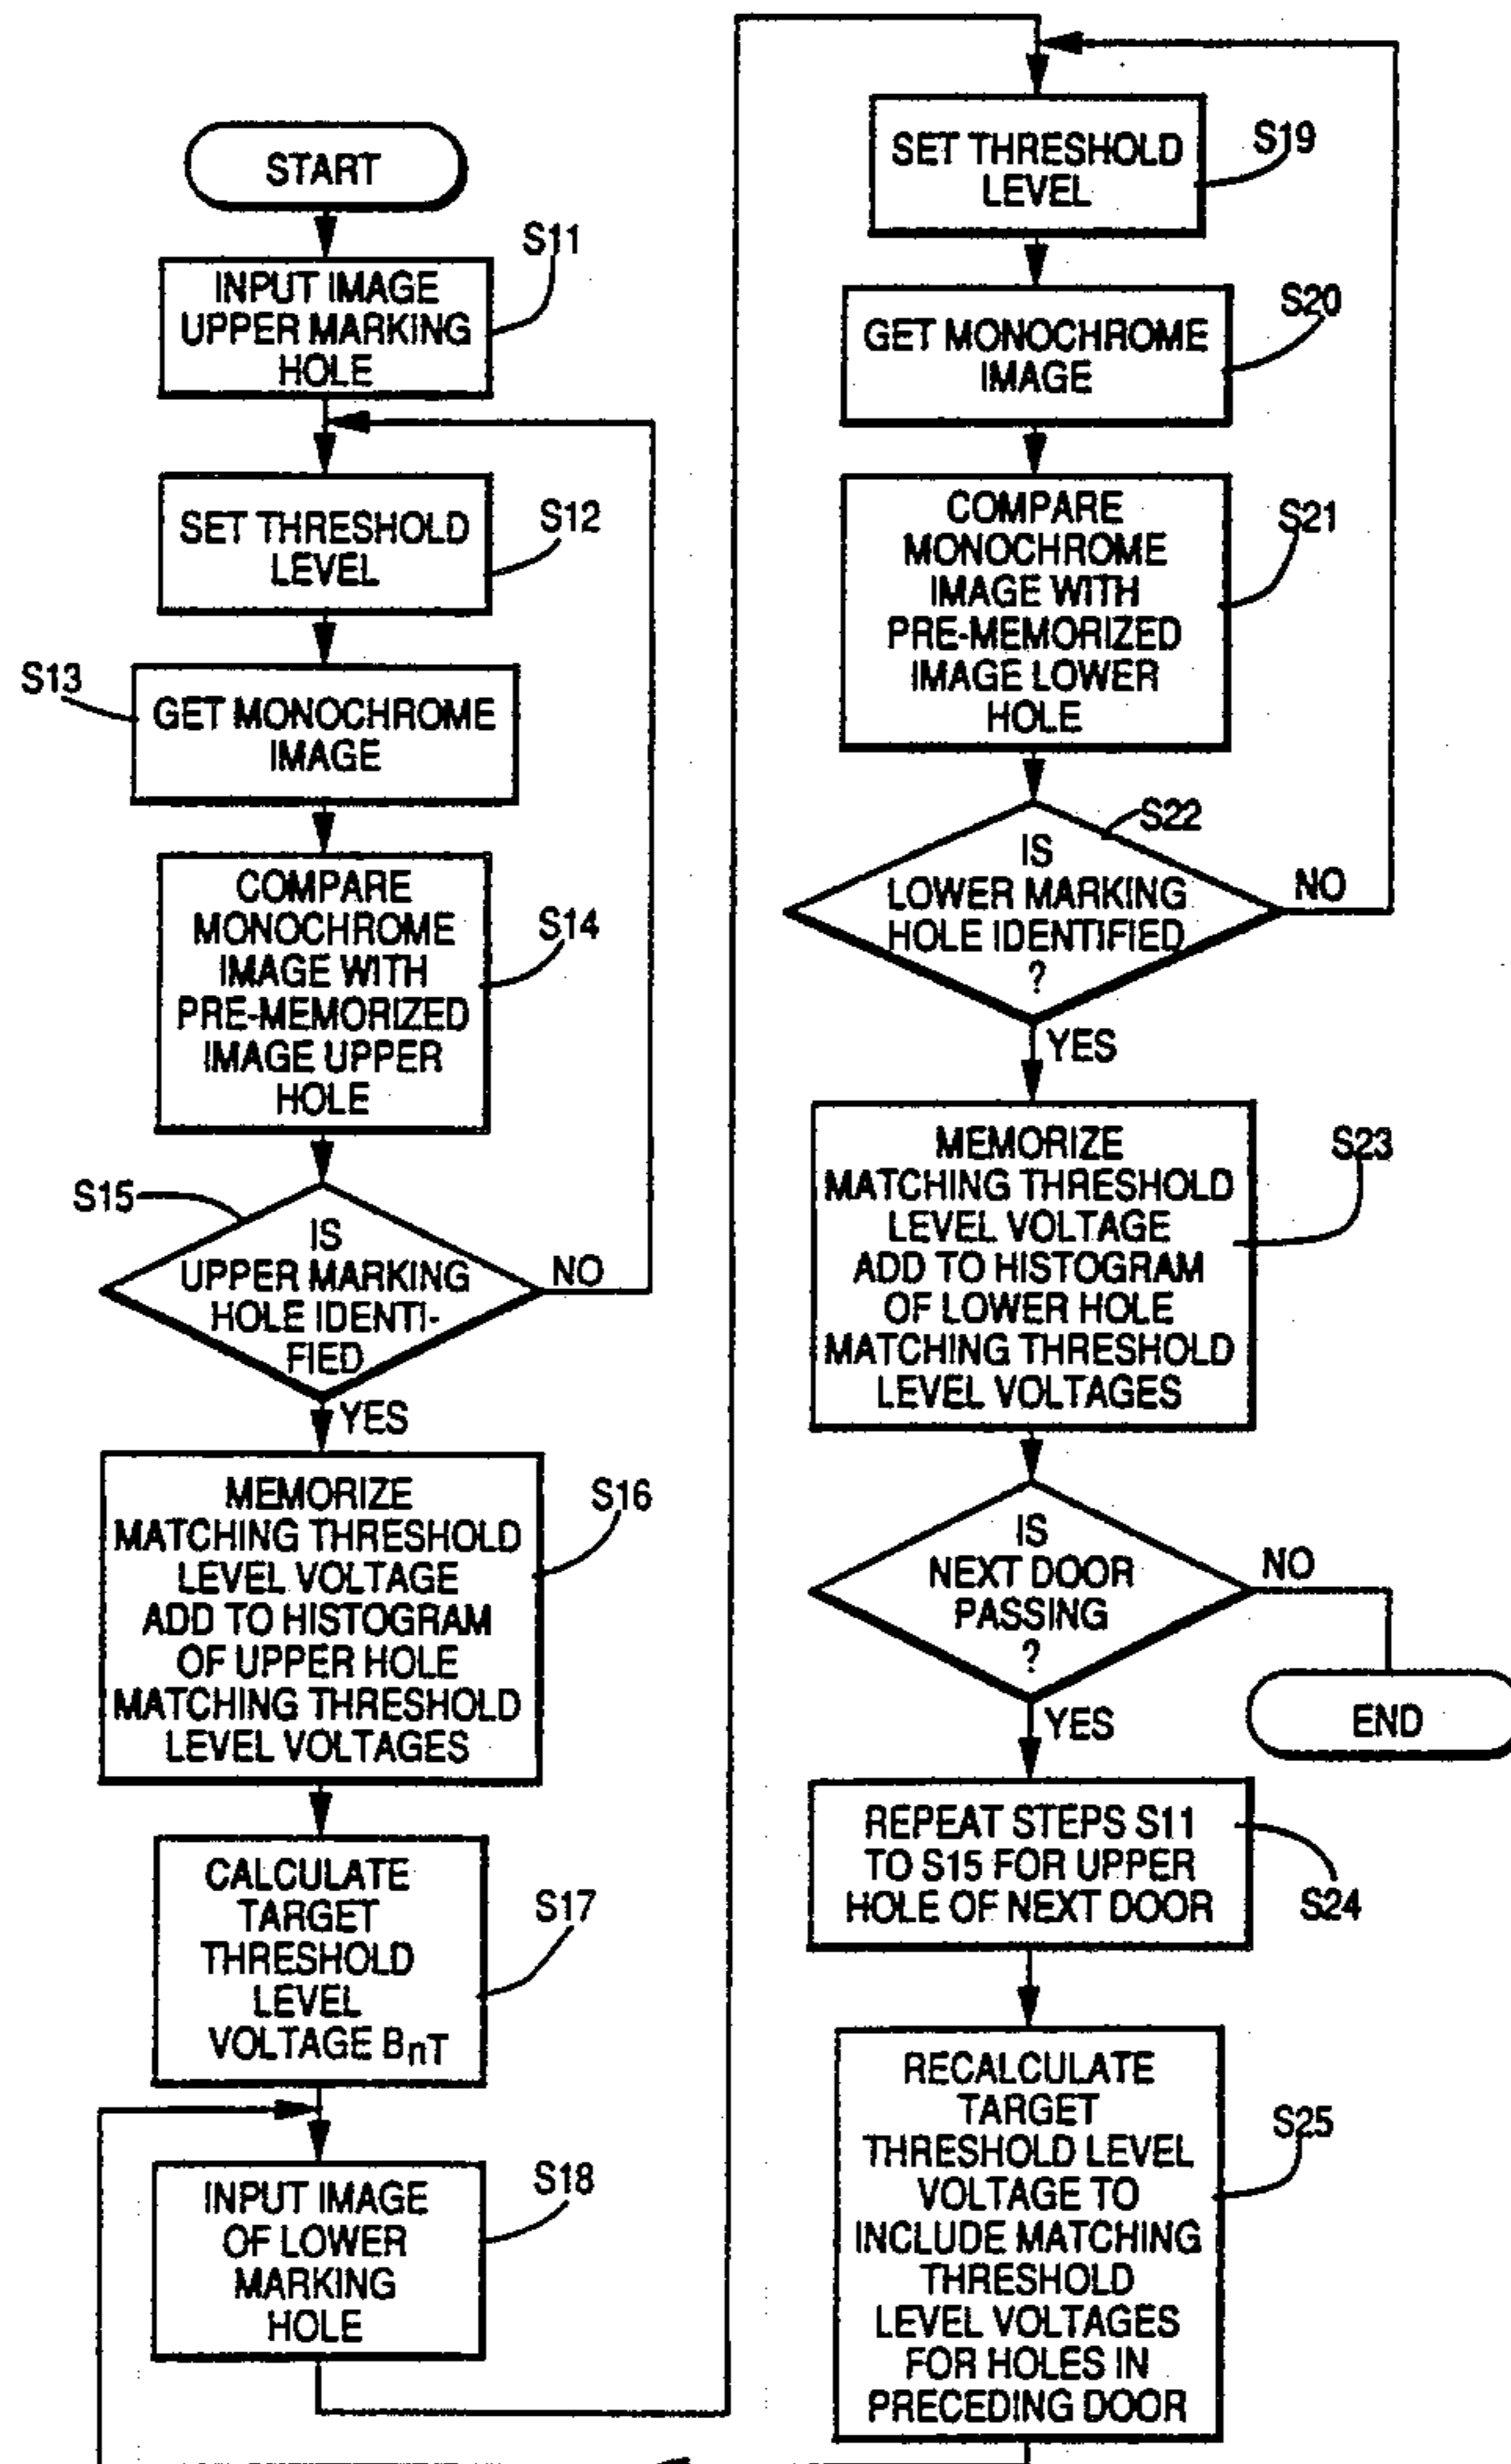 START
S11
INPUT IMAGE
UPPER MARKING
HOLE
S12
SET THRESHOLD
LEVEL
S13
GET MONOCHROME
IMAGE
COMPARE
MONOCHROME
IMAGE WITH
PRE-MEMORIZED
IMAGE UPPER
HOLE
S14
S15
IS
UPPER MARKING
HOLE IDENTI-
FIED
NO
YES
MEMORIZE
MATCHING THRESHOLD
LEVEL VOLTAGE
ADD TO HISTOGRAM
OF UPPER HOLE
MATCHING THRESHOLD
LEVEL VOLTAGES
S16
CALCULATE
TARGET
THRESHOLD
LEVEL
VOLTAGE BnT
S17
INPUT IMAGE
OF LOWER
MARKING
HOLE
S18
SET THRESHOLD
LEVEL
S19
GET MONOCHROME
IMAGE
S20
COMPARE
MONOCHROME
IMAGE WITH
PRE-MEMORIZED
IMAGE LOWER
HOLE
S21
S22
IS
LOWER MARKING
HOLE IDENTIFIED
?
NO
YES
MEMORIZE
MATCHING THRESHOLD
LEVEL VOLTAGE
ADD TO HISTOGRAM
OF LOWER HOLE
MATCHING THRESHOLD
LEVEL VOLTAGES
S23
IS
NEXT DOOR
PASSING
?
NO
END
YES
REPEAT STEPS S11
TO S15 FOR UPPER
HOLE OF NEXT DOOR
S24
RECALCULATE
TARGET
THRESHOLD LEVEL
VOLTAGE TO
INCLUDE MATCHING
THRESHOLD
LEVEL VOLTAGES
FOR HOLES IN
PRECEDING DOOR
S25